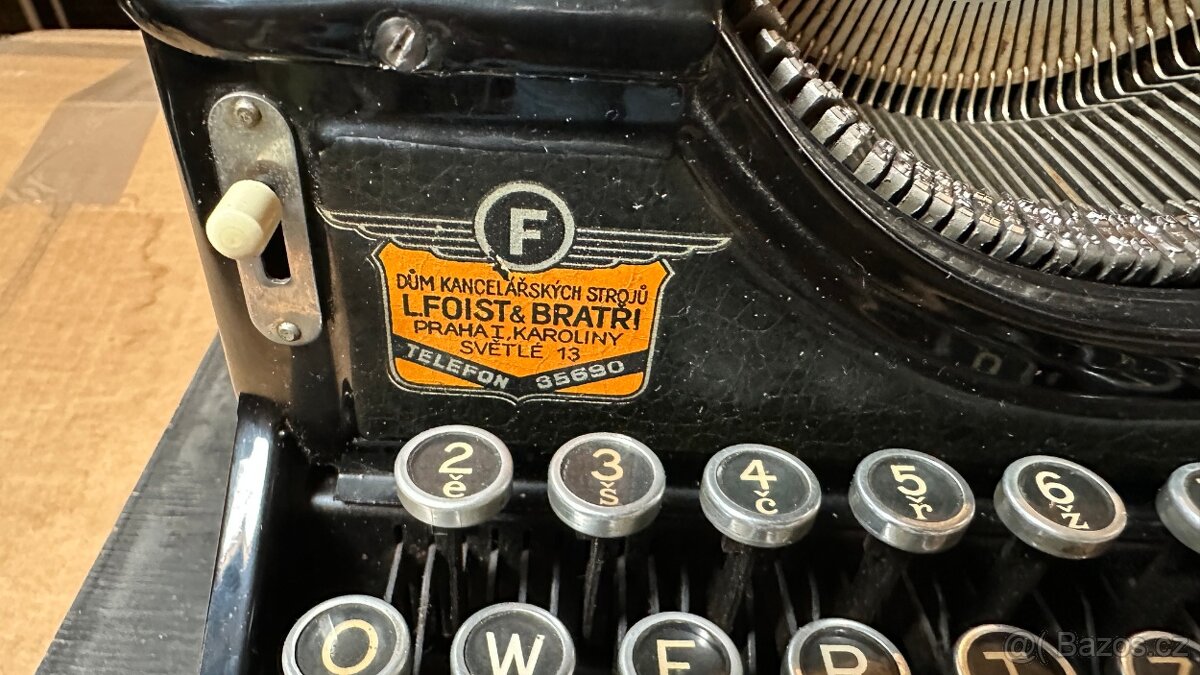 F
DŮM KANCELÁŘSKÝCH STROJŮ
L.FOIST & BRATŘI
PRAHA I, KAROLINY
SVĚTLÉ 13
TELEFON 35690
2 3 4 5 6
ě š č ř ž
W E R T Z
@( Bazos.cz